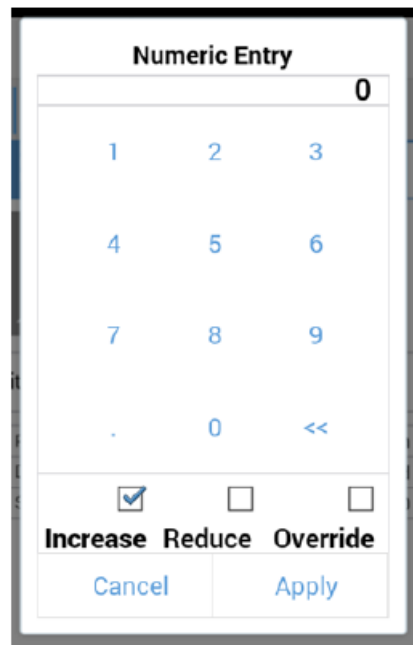 Numeric Entry
0
1 2 3
4 5 6
7 8 9
. 0 <<
Increase Reduce Override
Cancel Apply